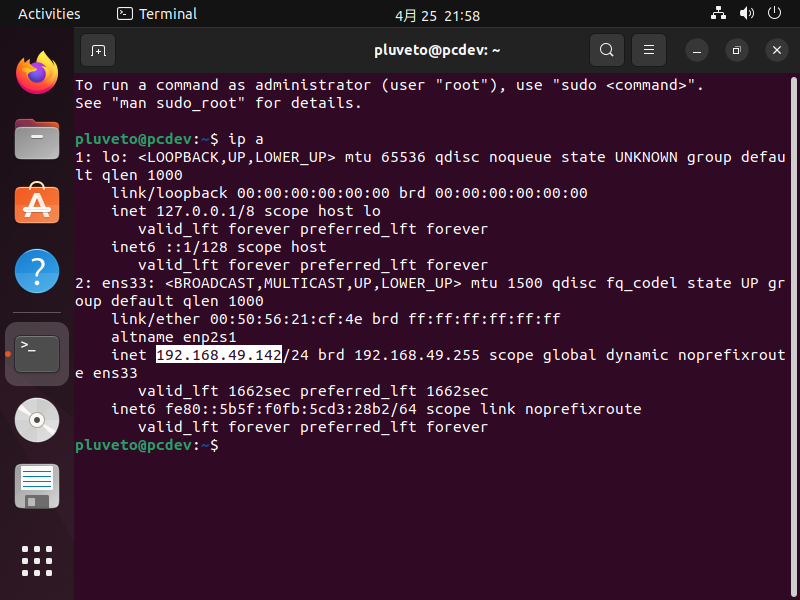 Activities
Terminal
4月 25 21:58
pluveto@pcdev: ~
To run a command as administrator (user "root"), use "sudo <command>".
See "man sudo_root" for details.
pluveto@pcdev:~$ ip a
1: lo: <LOOPBACK,UP,LOWER_UP> mtu 65536 qdisc noqueue state UNKNOWN group defau
lt qlen 1000
    link/loopback 00:00:00:00:00:00 brd 00:00:00:00:00:00
    inet 127.0.0.1/8 scope host lo
       valid_lft forever preferred_lft forever
    inet6 ::1/128 scope host
       valid_lft forever preferred_lft forever
2: ens33: <BROADCAST,MULTICAST,UP,LOWER_UP> mtu 1500 qdisc fq_codel state UP gr
oup default qlen 1000
    link/ether 00:50:56:21:cf:4e brd ff:ff:ff:ff:ff:ff
    altname enp2s1
    inet 192.168.49.142/24 brd 192.168.49.255 scope global dynamic noprefixrout
e ens33
       valid_lft 1662sec preferred_lft 1662sec
    inet6 fe80::5b5f:f0fb:5cd3:28b2/64 scope link noprefixroute
       valid_lft forever preferred_lft forever
pluveto@pcdev:~$